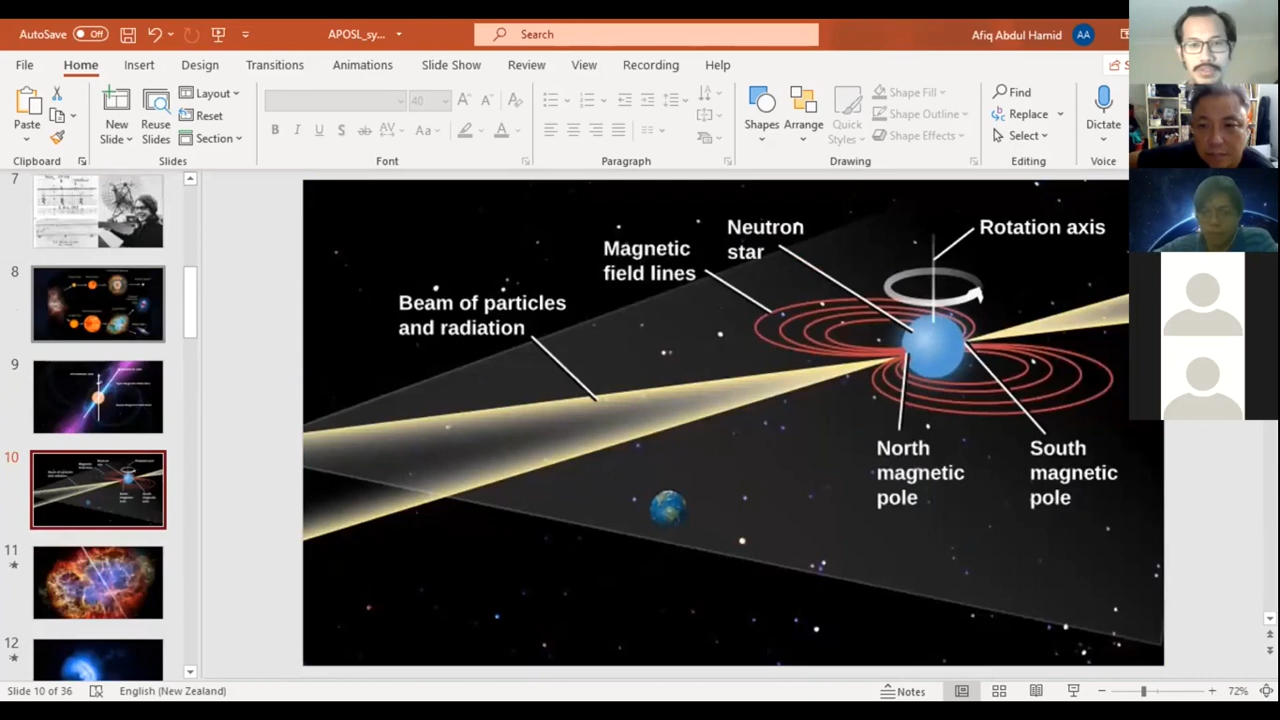 AutoSave Off APOSL_sy... Search Afiq Abdul Hamid AA
File Home Insert Design Transitions Animations Slide Show Review View Recording Help
Paste
Clipboard
New
Slide
Reuse
Slides
Layout
Reset
Section
Slides
40
B S ab AV Aa A
Font
Paragraph
Shapes
Arrange
Quick
Styles
Shape Fill
Shape Outline
Shape Effects
Drawing
Find
Replace
Select
Editing
Dictate
Voice
7
8
9
10
11
12
Neutron
star
Rotation axis
Magnetic
field lines
Beam of particles
and radiation
North
magnetic
pole
South
magnetic
pole
Slide 10 of 36 English (New Zealand) Notes 72%